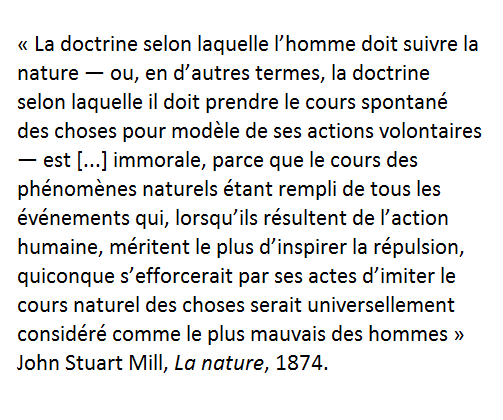 « La doctrine selon laquelle l’homme doit suivre la
nature — ou, en d’autres termes, la doctrine
selon laquelle il doit prendre le cours spontané
des choses pour modèle de ses actions volontaires
— est [...] immorale, parce que le cours des
phénomènes naturels étant rempli de tous les
événements qui, lorsqu’ils résultent de l’action
humaine, méritent le plus d’inspirer la répulsion,
quiconque s’efforcerait par ses actes d’imiter le
cours naturel des choses serait universellement
considéré comme le plus mauvais des hommes »
John Stuart Mill, La nature, 1874.